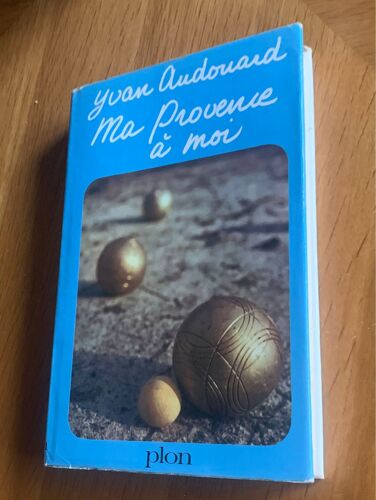 Yvan Audouard
Ma Provence
à moi
plon